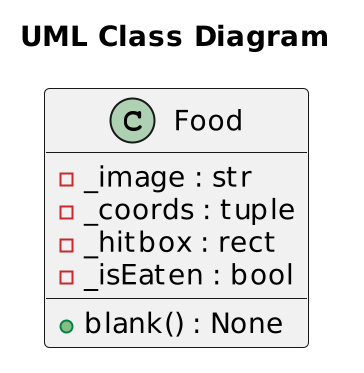 UML Class Diagram
C Food
_image : str
_coords : tuple
_hitbox : rect
_isEaten : bool
blank() : None